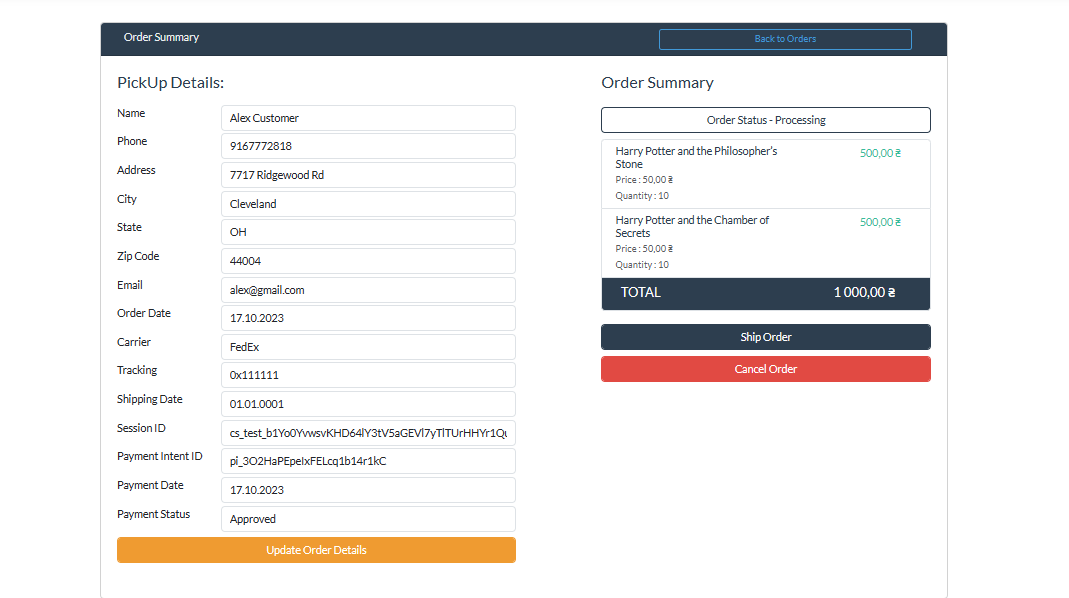 Order Summary
Back to Orders
PickUp Details:
Name
Alex Customer
Phone
9167772818
Address
7717 Ridgewood Rd
City
Cleveland
State
OH
Zip Code
44004
Email
alex@gmail.com
Order Date
17.10.2023
Carrier
FedEx
Tracking
0x111111
Shipping Date
01.01.0001
Session ID
cs_test_b1Yo0YvwsvKHD64lY3tV5aGEVl7yTlTUrHHYr1Qu
Payment Intent ID
pi_3O2HaPEpeIxFELcq1b14r1kC
Payment Date
17.10.2023
Payment Status
Approved
Update Order Details
Order Summary
Order Status - Processing
Harry Potter and the Philosopher's
Stone
500,00 ₴
Price : 50,00 ₴
Quantity : 10
Harry Potter and the Chamber of
Secrets
500,00 ₴
Price : 50,00 ₴
Quantity : 10
TOTAL
1 000,00 ₴
Ship Order
Cancel Order